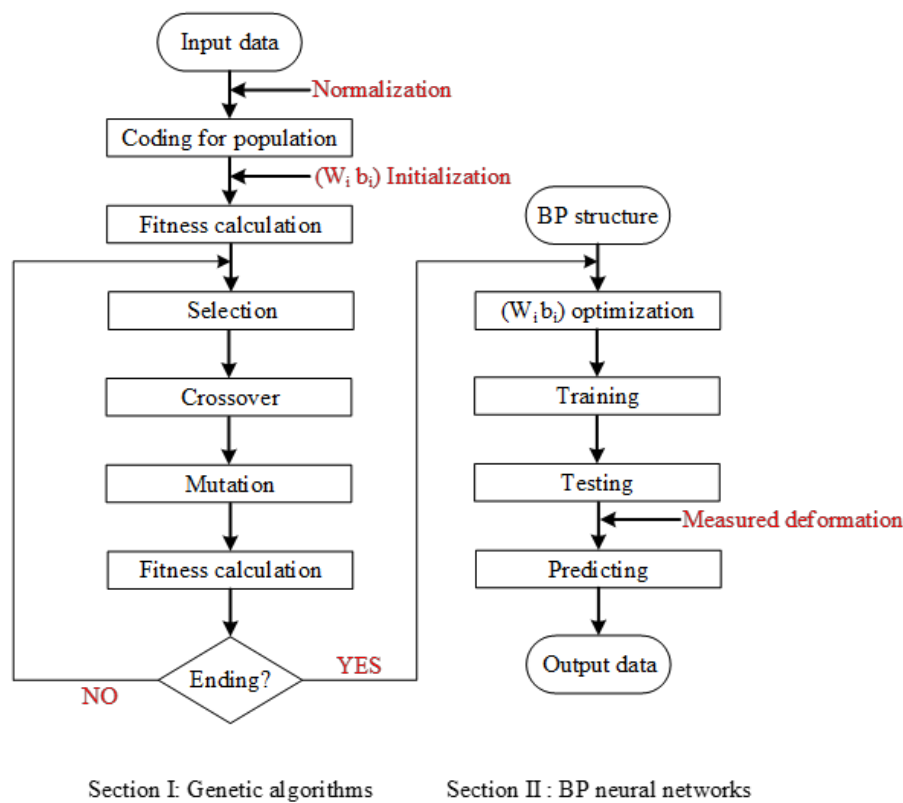 Input data
Normalization
Coding for population
(Wi bi) Initialization
Fitness calculation
Selection
Crossover
Mutation
Fitness calculation
Ending?
NO
YES
BP structure
(Wi bi) optimization
Training
Testing
Measured deformation
Predicting
Output data
Section I: Genetic algorithms
Section II : BP neural networks